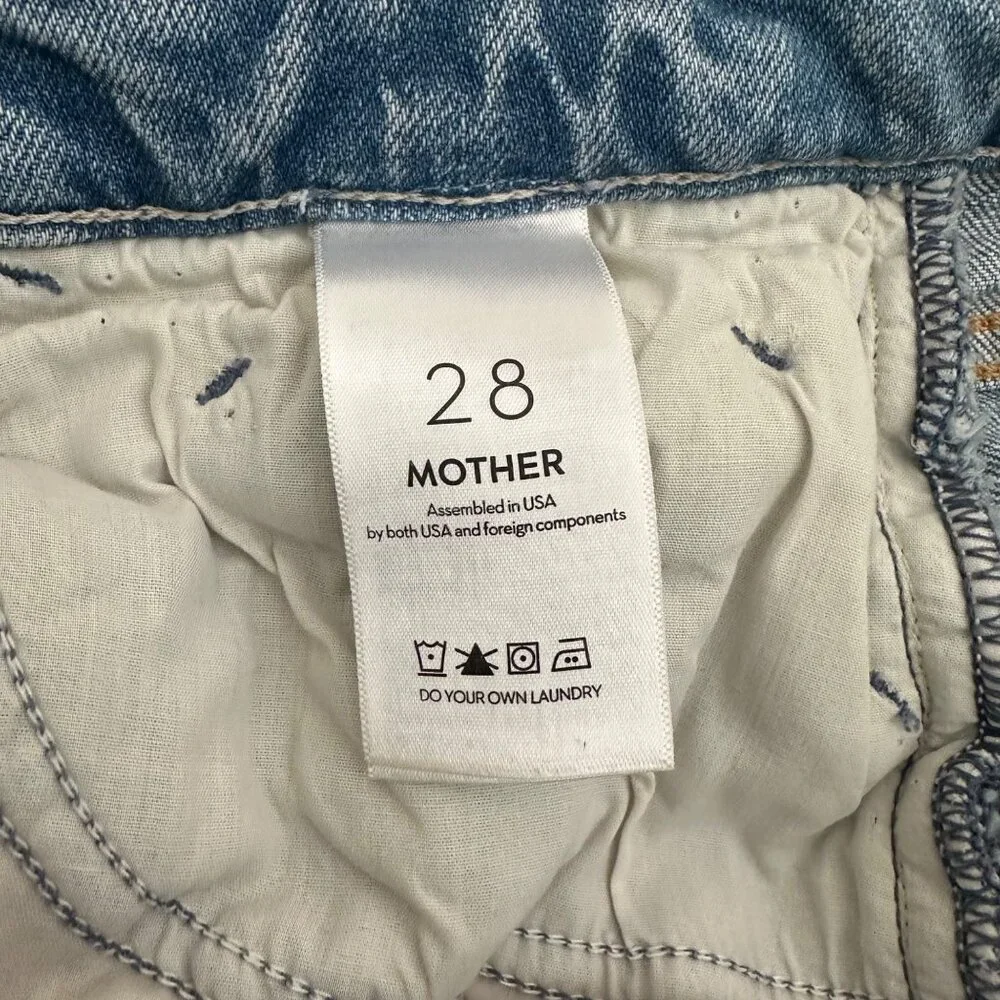 28
MOTHER
Assembled in USA
by both USA and foreign components
DO YOUR OWN LAUNDRY